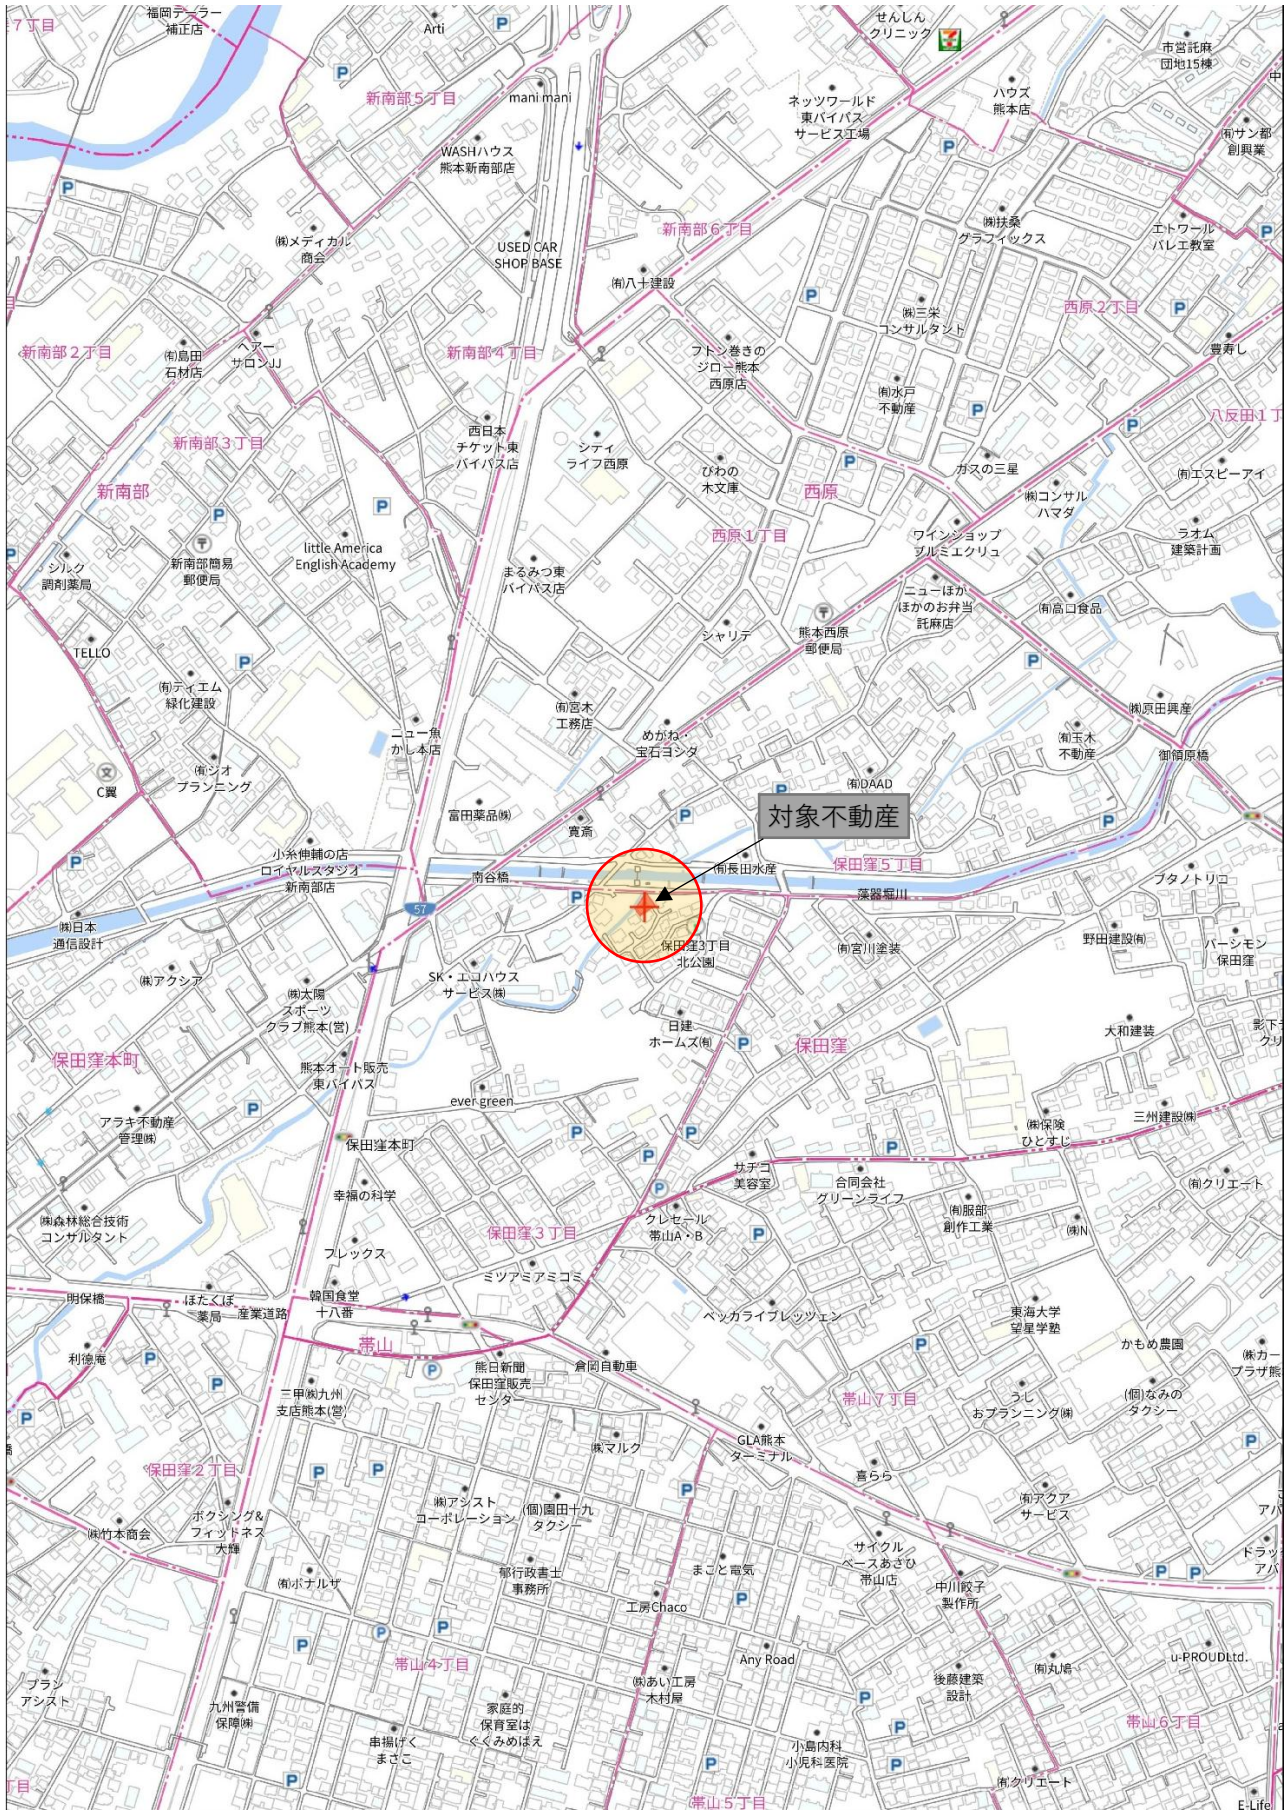 福岡テーラー
補正店
Arti
せんしん
クリニック
市営託麻
団地15棟
新南部5丁目
mani mani
ネッツワールド
東バイパス
サービス工場
ハウズ
熊本店
㈲サン都
創興業
WASHハウス
熊本新南部店
㈱メディカル
商会
USED CAR
SHOP BASE
新南部6丁目
㈱扶桑
グラフィックス
エトワール
バレエ教室
㈲八十建設
㈱三栄
コンサルタント
西原2丁目
新南部2丁目
㈲島田
石材店
ヘアー
サロンJJ
新南部4丁目
フトン巻きの
ジロー熊本
西原店
豊寿し
㈲水戸
不動産
八反田1丁
新南部3丁目
西日本
チケット東
バイパス店
シティ
ライフ西原
びわの
木文庫
ガスの三星
㈲エスピーアイ
新南部
西原
㈱コンサル
ハマダ
西原1丁目
ワインショップ
プルミエクリュ
ラオム
建築計画
シルク
調剤薬局
新南部簡易
郵便局
little America
English Academy
まるみつ東
バイパス店
ニューほか
ほかのお弁当
託麻店
㈲高口食品
TELLO
シャリテ
熊本西原
郵便局
㈲ティエム
緑化建設
㈲宮木
工務店
㈱原田興産
ニュー魚
かし本店
めがね・
宝石ヨシダ
㈲玉木
不動産
御領原橋
C翼
㈲シオ
プランニング
㈲DAAD
富田薬品㈱
寛斎
対象不動産
小糸伸輔の店
ロイヤルスタジオ
新南部店
南谷橋
㈲長田水産
保田窪5丁目
藻器堀川
ブタノトリコ
57
㈱日本
通信設計
保田窪3丁目
北公園
㈲宮川塗装
野田建設㈲
パーシモン
保田窪
㈱アクシア
SK・エコハウス
サービス㈱
㈱太陽
スポーツ
クラブ熊本(営)
日建
ホームズ㈲
保田窪
大和建装
保田窪本町
熊本オート販売
東バイパス
ever green
アラキ不動産
管理㈱
保田窪本町
㈱保険
ひとすじ
三州建設㈱
サチコ
美容室
合同会社
グリーンライフ
幸福の科学
㈲クリエート
㈱森林総合技術
コンサルタント
保田窪3丁目
クレセール
帯山A・B
㈲服部
創作工業
㈱N
フレックス
ミツアミアミコミ
明保橋
ほたくぼ
薬局
産業道路
韓国食堂
十八番
ベッカライブレッツェン
東海大学
望星学塾
帯山
かもめ農園
利徳庵
熊日新聞
保田窪販売
センター
倉岡自動車
㈱カー
プラザ熊
三甲㈱九州
支店熊本(営)
帯山7丁目
うし
おプランニング㈱
(個)なみの
タクシー
㈱マルク
GLA熊本
ターミナル
保田窪2丁目
喜らら
㈱アシスト
コーポレーション
(個)園田十九
タクシー
㈲アクア
サービス
㈱竹本商会
ボクシング&
フィットネス
大輝
サイクル
ベースあさひ
帯山店
㈲ボナルザ
郁行政書士
事務所
まこと電気
中川餃子
製作所
工房Chaco
帯山4丁目
Any Road
u-PROUDLtd.
プラン
アシスト
㈱あい工房
木村屋
後藤建築
設計
㈲丸鳩
九州警備
保障㈱
家庭的
保育室は
ぐくみめばえ
帯山6丁目
串揚げく
まさこ
小島内科
小児科医院
㈲クリエート
帯山5丁目
E-Life